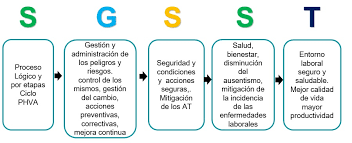 S G S S T
Proceso
Lógico y
por etapas
Ciclo
PHVA
Gestión y
administración de
los peligros y
riesgos.
control de los
mismos, gestión
del cambio,
acciones
preventivas,
correctivas,
mejora continua
Seguridad y
condiciones
y acciones
seguras,,
Mitigación
de los AT
Salud,
bienestar,
disminución
del
ausentismo,
mitigación de
la incidencia
de las
enfermedades
laborales
Entorno
laboral
seguro y
saludable.
Mejor calidad
de vida
mayor
productividad